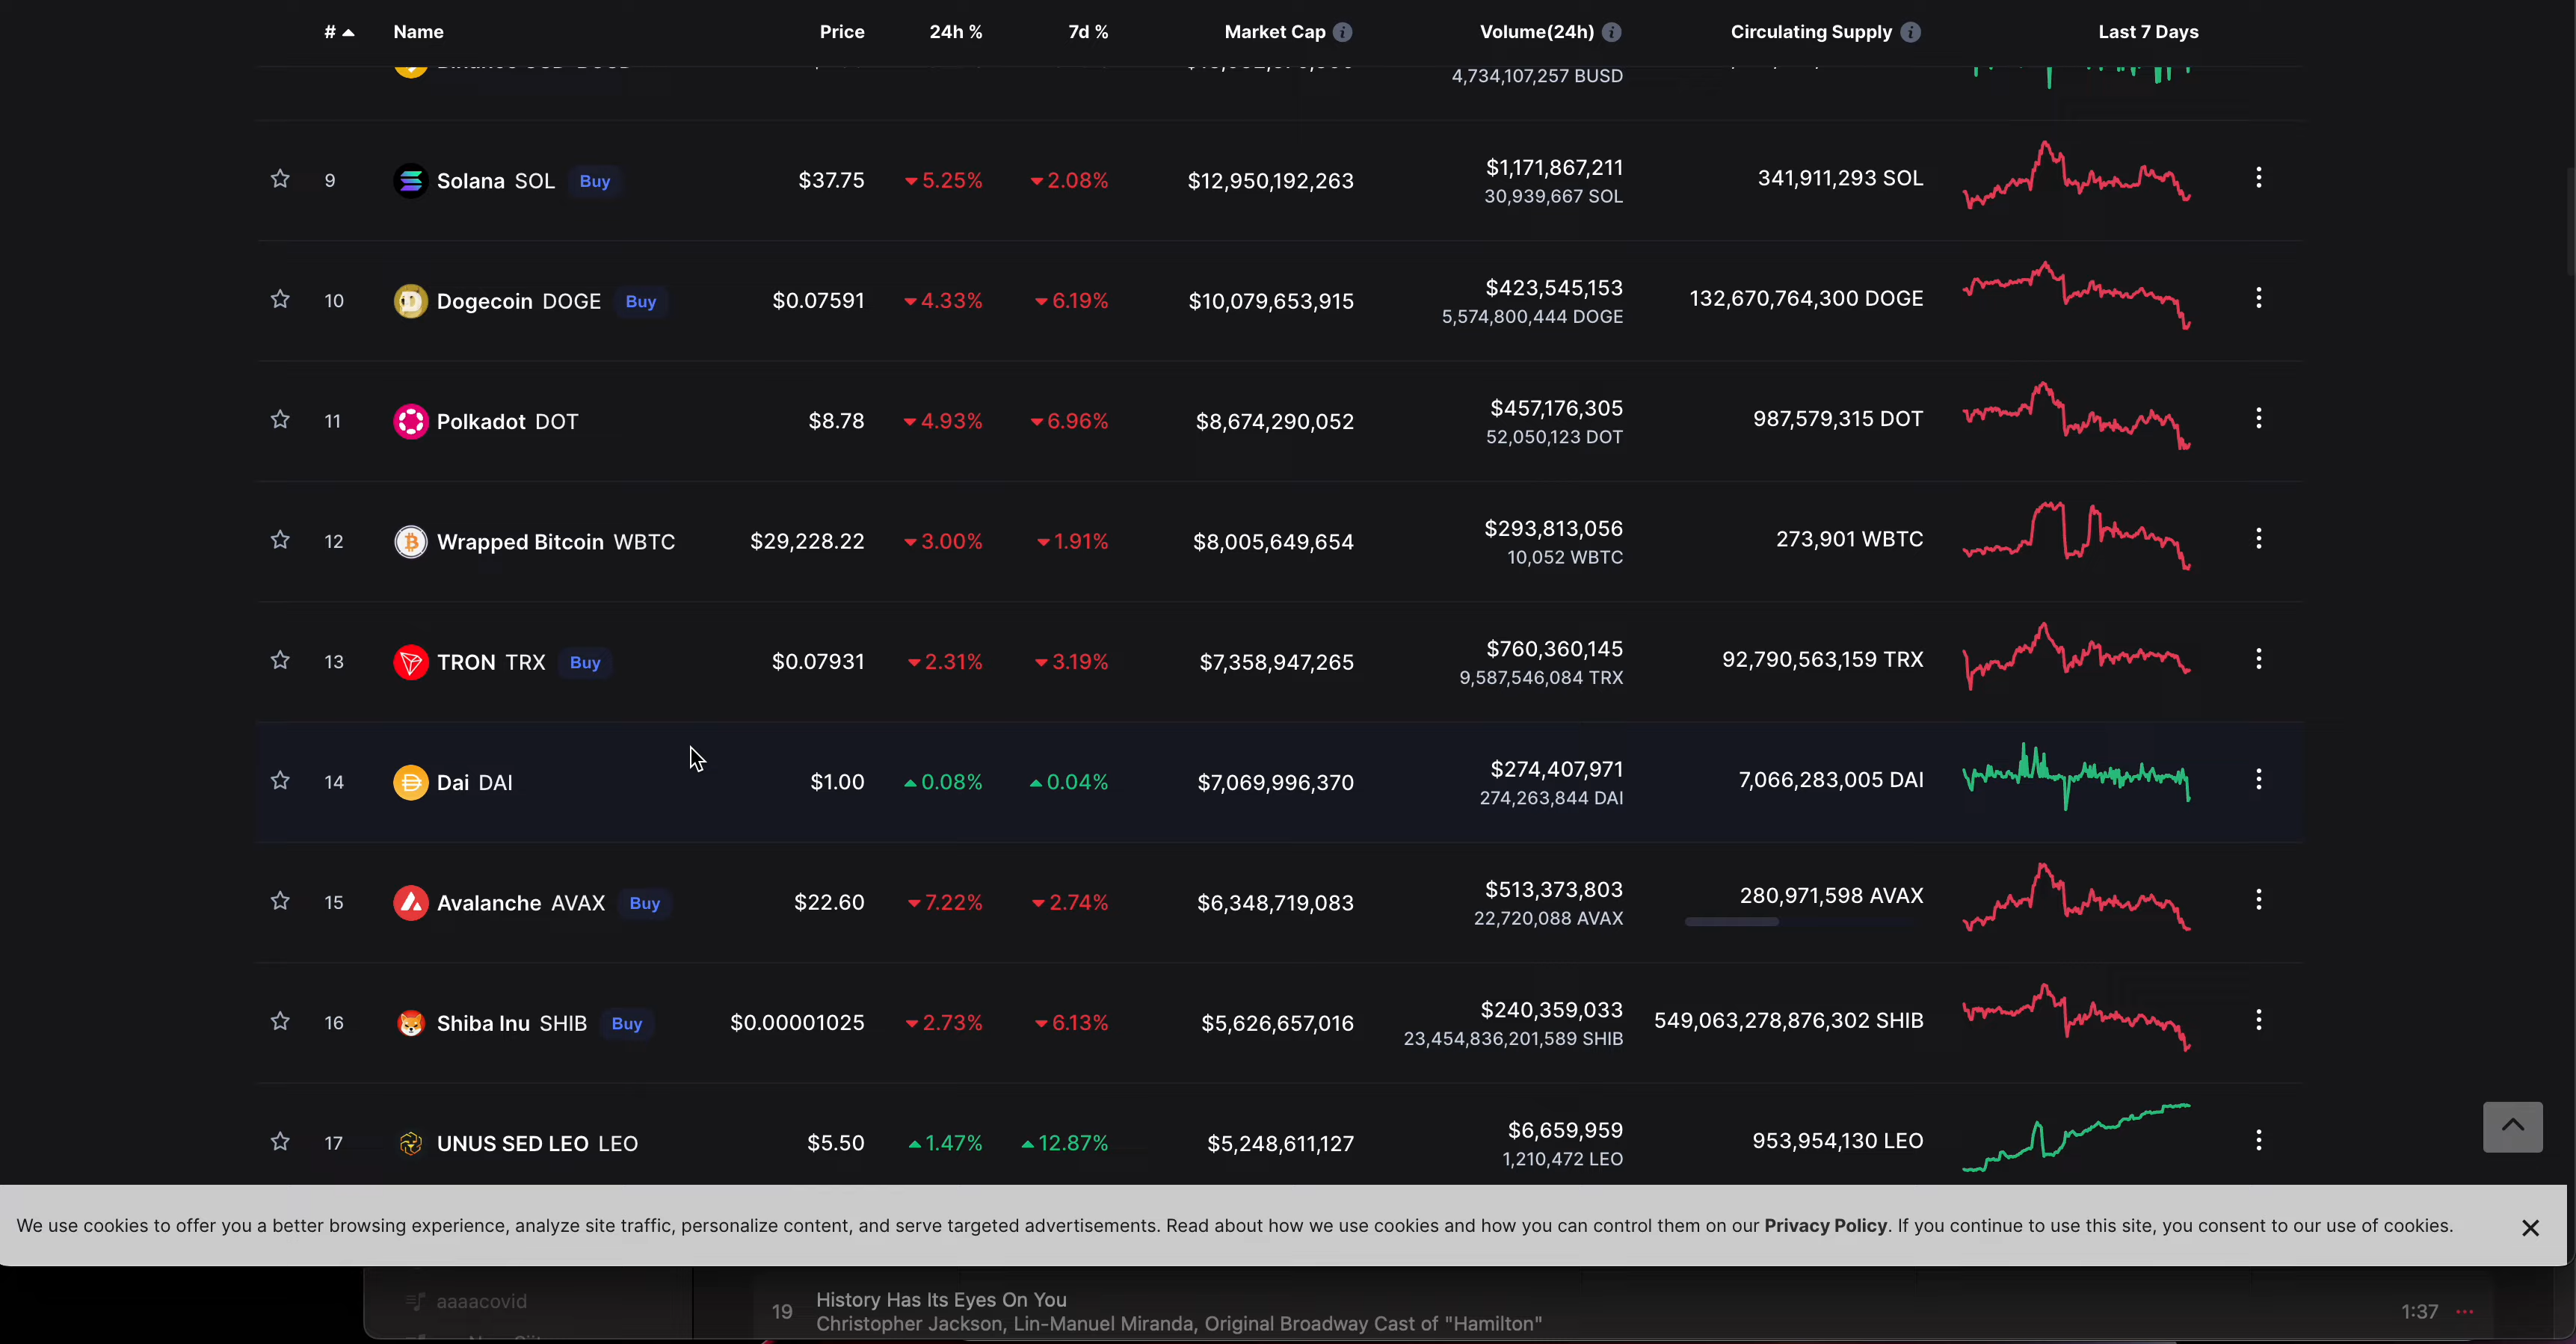 # Name Price 24h % 7d % Market Cap Volume(24h) Circulating Supply Last 7 Days
4,734,107,257 BUSD
9 Solana SOL Buy $37.75 5.25% 2.08% $12,950,192,263 $1,171,867,211 341,911,293 SOL
30,939,667 SOL
10 Dogecoin DOGE Buy $0.07591 4.33% 6.19% $10,079,653,915 $423,545,153 132,670,764,300 DOGE
5,574,800,444 DOGE
11 Polkadot DOT $8.78 4.93% 6.96% $8,674,290,052 $457,176,305 987,579,315 DOT
52,050,123 DOT
12 Wrapped Bitcoin WBTC $29,228.22 3.00% 1.91% $8,005,649,654 $293,813,056 273,901 WBTC
10,052 WBTC
13 TRON TRX Buy $0.07931 2.31% 3.19% $7,358,947,265 $760,360,145 92,790,563,159 TRX
9,587,546,084 TRX
14 Dai DAI $1.00 0.08% 0.04% $7,069,996,370 $274,407,971 7,066,283,005 DAI
274,263,844 DAI
15 Avalanche AVAX Buy $22.60 7.22% 2.74% $6,348,719,083 $513,373,803 280,971,598 AVAX
22,720,088 AVAX
16 Shiba Inu SHIB Buy $0.00001025 2.73% 6.13% $5,626,657,016 $240,359,033 549,063,278,876,302 SHIB
23,454,836,201,589 SHIB
17 UNUS SED LEO LEO $5.50 1.47% 12.87% $5,248,611,127 $6,659,959 953,954,130 LEO
1,210,472 LEO
We use cookies to offer you a better browsing experience, analyze site traffic, personalize content, and serve targeted advertisements. Read about how we use cookies and how you can control them on our Privacy Policy. If you continue to use this site, you consent to our use of cookies.
aaaacovid
19 History Has Its Eyes On You 1:37
Christopher Jackson, Lin-Manuel Miranda, Original Broadway Cast of "Hamilton"